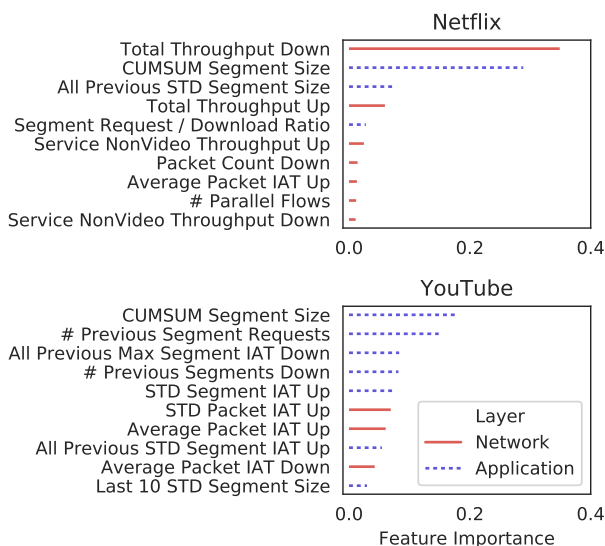 Netflix
Total Throughput Down
CUMSUM Segment Size
All Previous STD Segment Size
Total Throughput Up
Segment Request / Download Ratio
Service NonVideo Throughput Up
Packet Count Down
Average Packet IAT Up
# Parallel Flows
Service NonVideo Throughput Down
0.0 0.2 0.4
YouTube
CUMSUM Segment Size
# Previous Segment Requests
All Previous Max Segment IAT Down
# Previous Segments Down
STD Segment IAT Up
STD Packet IAT Up
Average Packet IAT Up
All Previous STD Segment IAT Up
Average Packet IAT Down
Last 10 STD Segment Size
Layer
Network
Application
0.0 0.2 0.4
Feature Importance